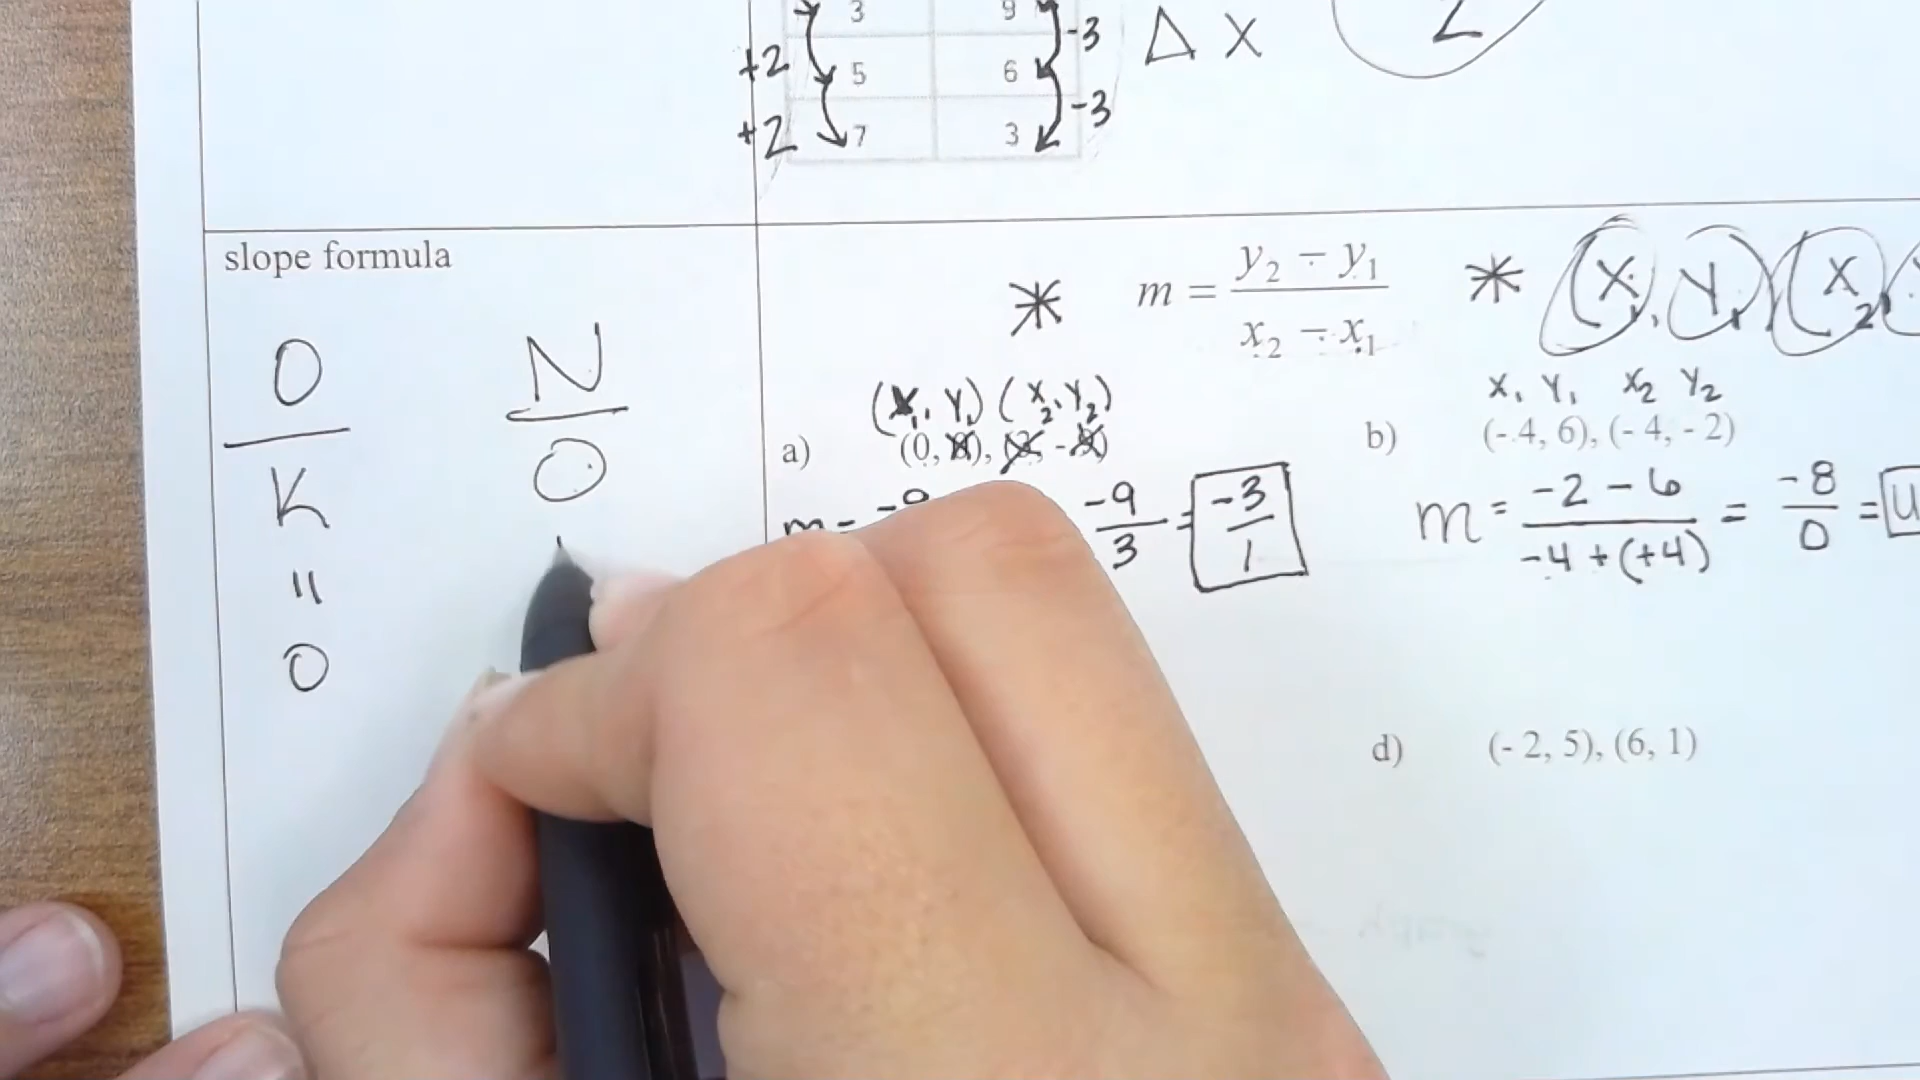 3 9
-3
Δ X
2
+2
5 6
-3
+2
7 3
slope formula
* m = y₂ - y₁ / x₂ - x₁
* (X₁, Y₁) (X₂,
O / K
"
O
N / O
(X₁, Y₁) (X₂, Y₂)
a) (0,
m =
-9 / 3 = -3 / 1
X₁ Y₁ X₂ Y₂
b) (- 4, 6), (- 4, - 2)
m = -2 - 6 / -4 + (+4) = -8 / 0 =
d) (- 2, 5), (6, 1)